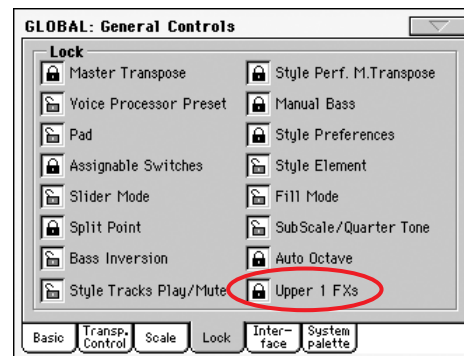 GLOBAL: General Controls
Lock
Master Transpose
Style Perf. M.Transpose
Voice Processor Preset
Manual Bass
Pad
Style Preferences
Assignable Switches
Style Element
Slider Mode
Fill Mode
Split Point
SubScale/Quarter Tone
Bass Inversion
Auto Octave
Style Tracks Play/Mute
Upper 1 FXs
Basic
Transp. Control
Scale
Lock
Inter- face
System palette